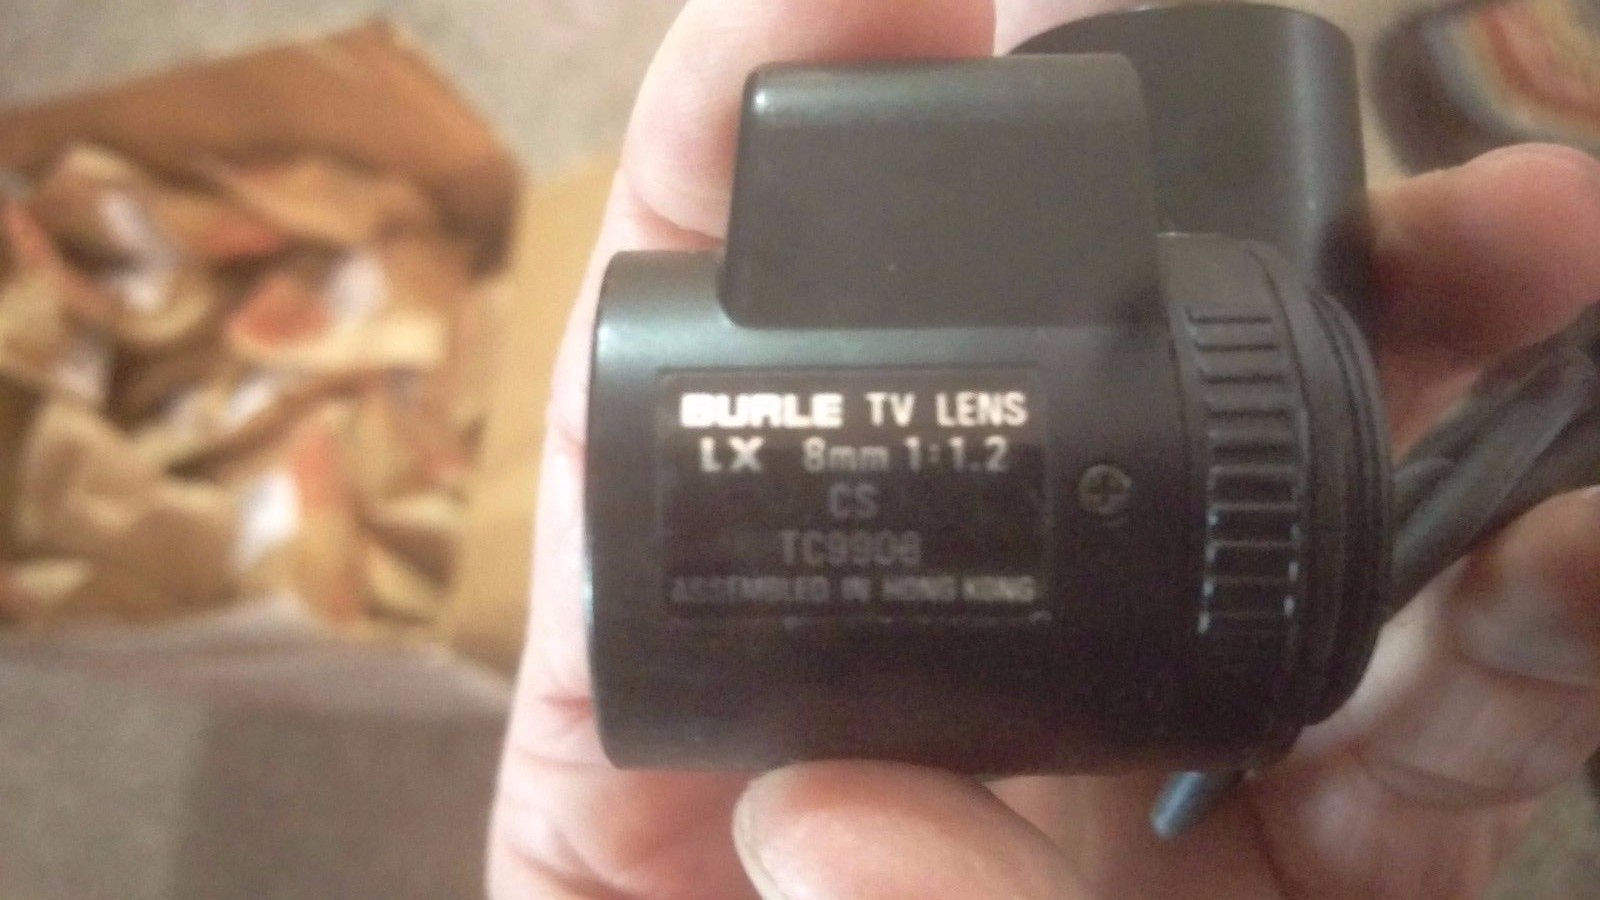 BURLE TV LENS
LX 8mm 1:1.2
CS
TC9908
ASSEMBLED IN HONG KONG